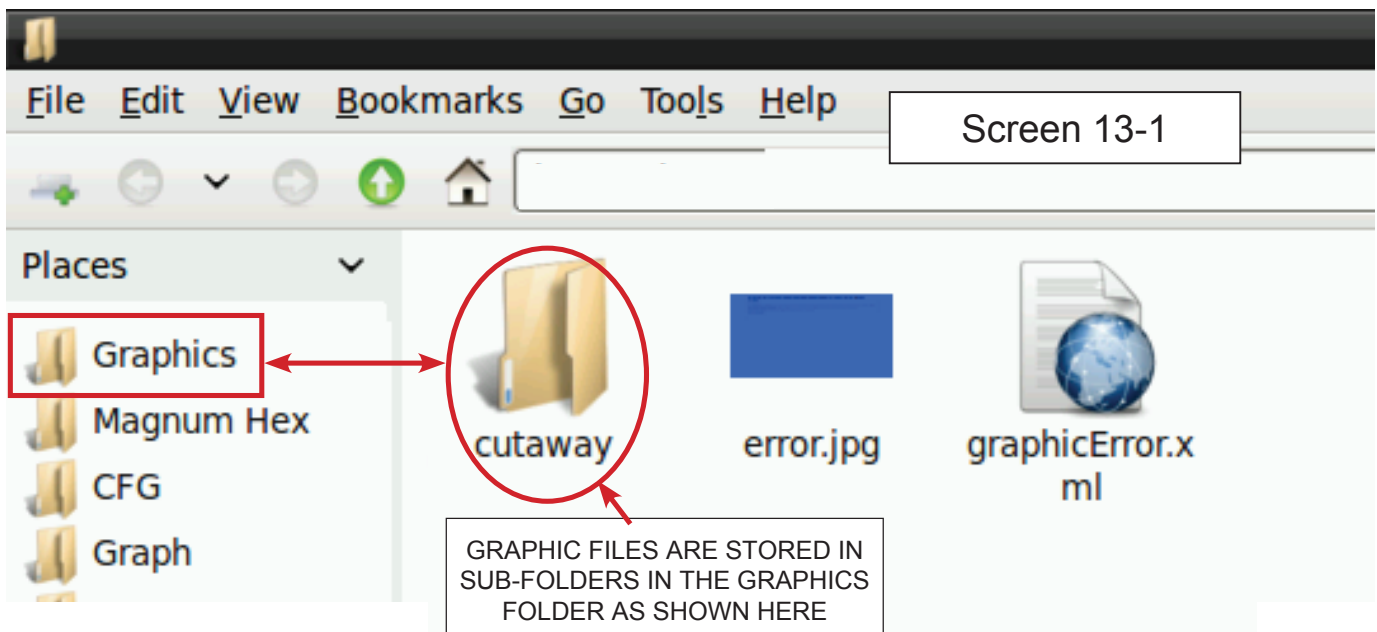 File Edit View Bookmarks Go Tools Help
Screen 13-1
Places
Graphics
Magnum Hex
CFG
Graph
cutaway
error.jpg
graphicError.x
ml
GRAPHIC FILES ARE STORED IN
SUB-FOLDERS IN THE GRAPHICS
FOLDER AS SHOWN HERE